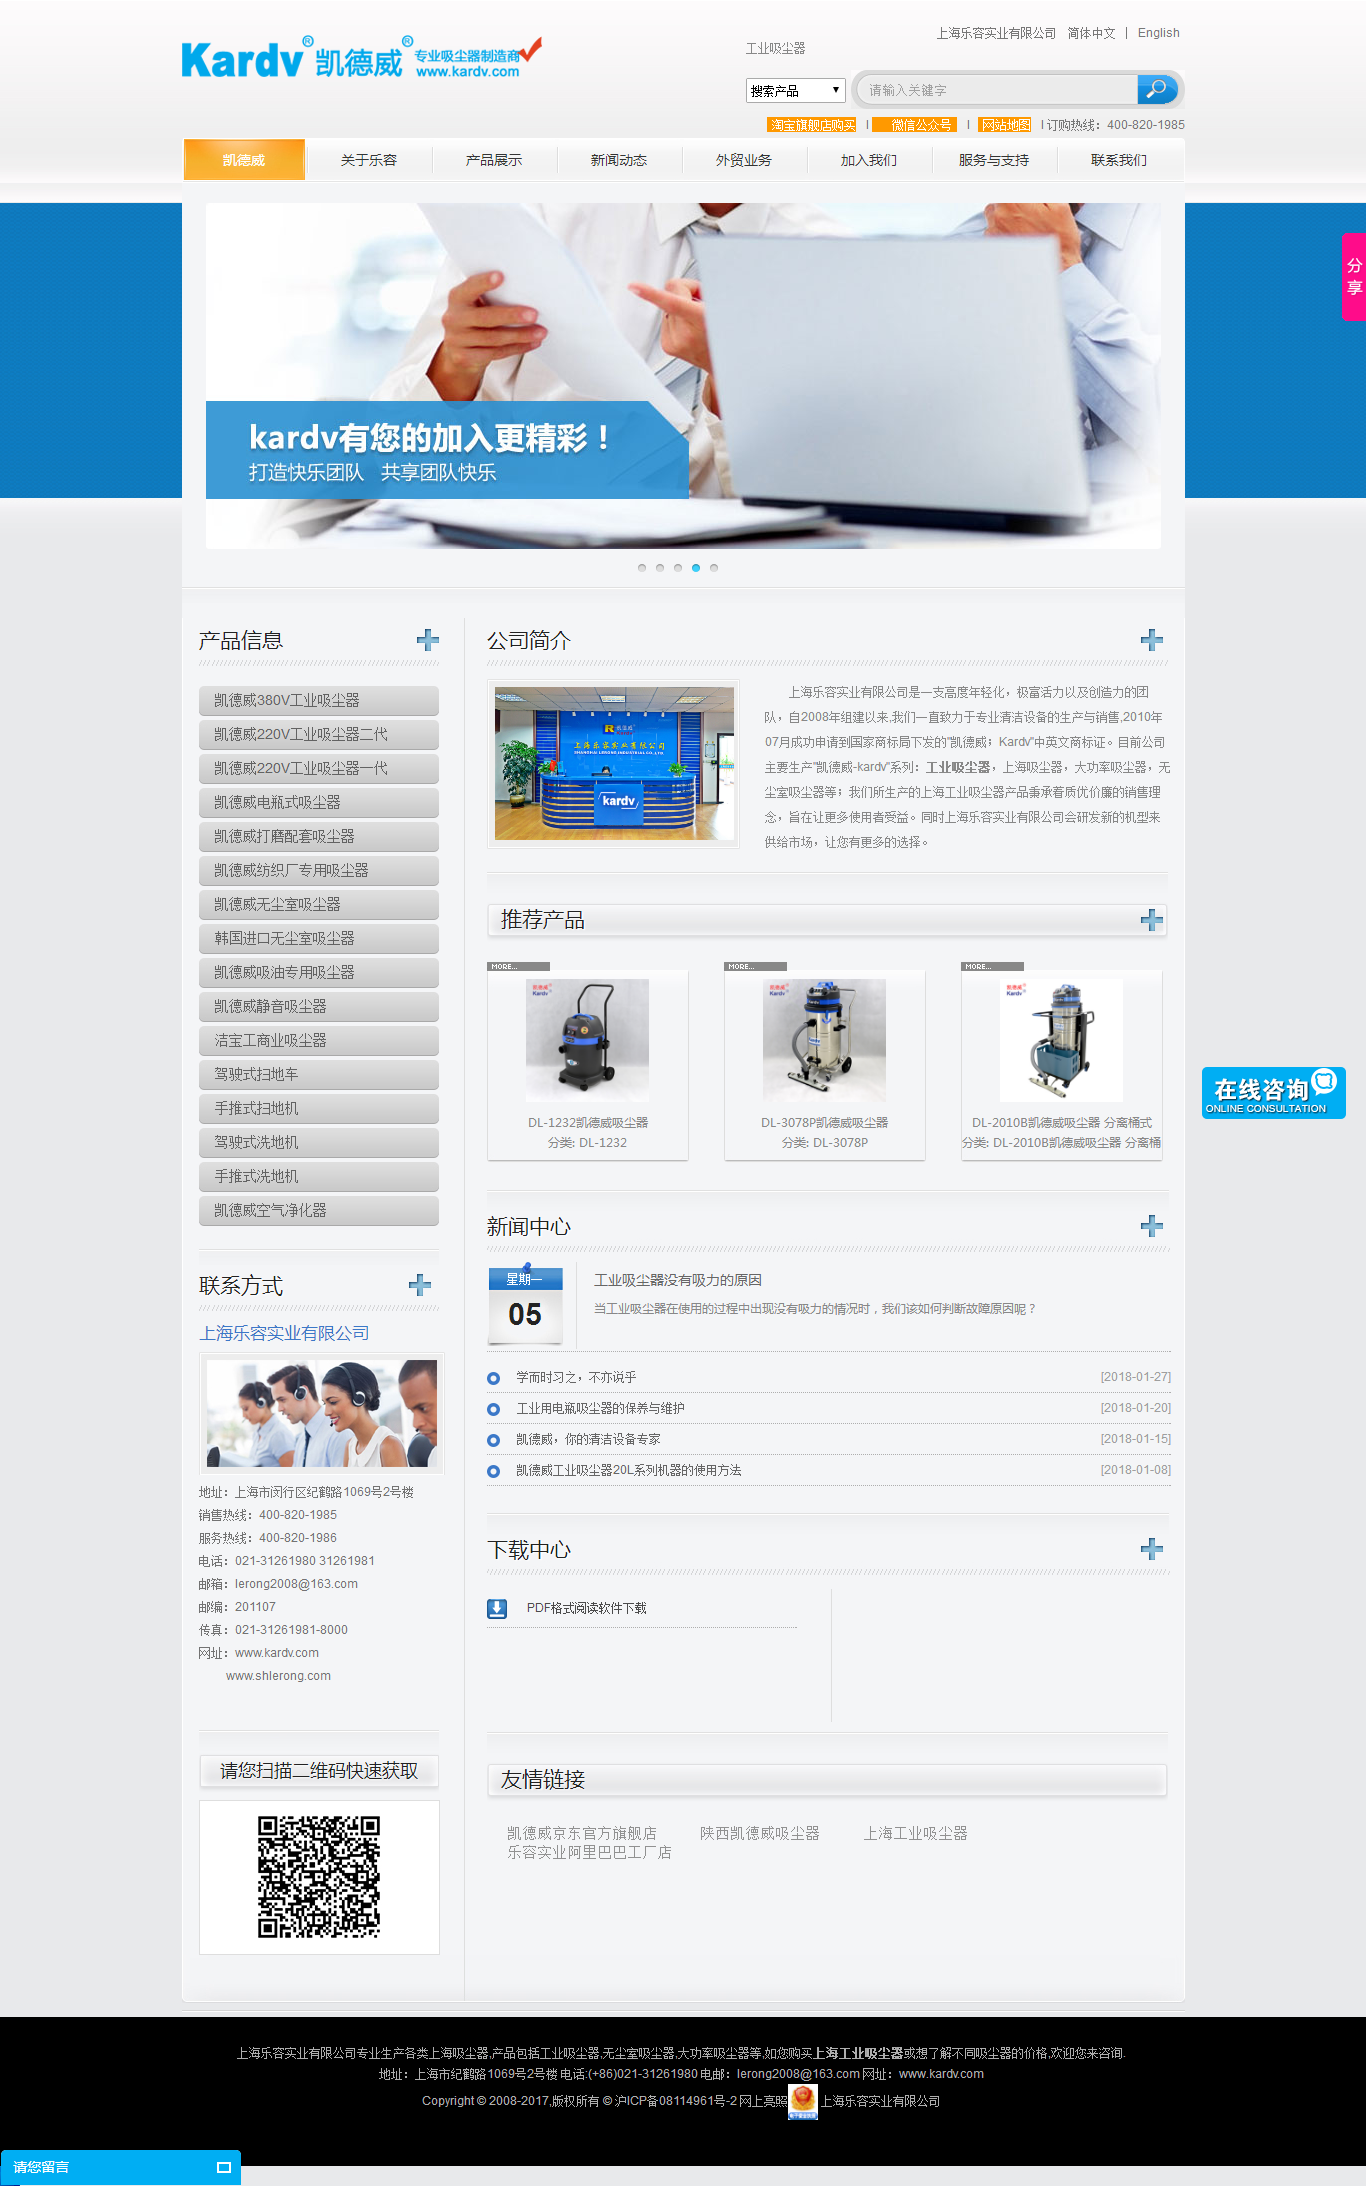 上海乐容实业有限公司 简体中文 | English
Kardv® 凯德威® 专业吸尘器制造商
www.kardv.com
工业吸尘器
搜索产品 ▼ 请输入关键字
淘宝旗舰店购买 | 微信公众号 | 网站地图 | 订购热线：400-820-1985
凯德威 关于乐容 产品展示 新闻动态 外贸业务 加入我们 服务与支持 联系我们
分享
kardv有您的加入更精彩！
打造快乐团队 共享团队快乐
产品信息
凯德威380V工业吸尘器
凯德威220V工业吸尘器二代
凯德威220V工业吸尘器一代
凯德威电瓶式吸尘器
凯德威打磨配套吸尘器
凯德威纺织厂专用吸尘器
凯德威无尘室吸尘器
韩国进口无尘室吸尘器
凯德威吸油专用吸尘器
凯德威静音吸尘器
洁宝工商业吸尘器
驾驶式扫地车
手推式扫地机
驾驶式洗地机
手推式洗地机
凯德威空气净化器
联系方式
上海乐容实业有限公司
地址：上海市闵行区纪鹤路1069号2号楼
销售热线：400-820-1985
服务热线：400-820-1986
电话：021-31261980 31261981
邮箱：lerong2008@163.com
邮编：201107
传真：021-31261981-8000
网址：www.kardv.com
www.shlerong.com
请您扫描二维码快速获取
公司简介
凯德威
上海乐容实业有限公司
SHANGHAI LERONG INDUSTRIAL CO.,LTD.
kardv
上海乐容实业有限公司是一支高度年轻化，极富活力以及创造力的团
队，自2008年组建以来,我们一直致力于专业清洁设备的生产与销售,2010年
07月成功申请到国家商标局下发的"凯德威；Kardv"中英文商标证。目前公司
主要生产"凯德威-kardv"系列：工业吸尘器，上海吸尘器，大功率吸尘器，无
尘室吸尘器等；我们所生产的上海工业吸尘器产品秉承着质优价廉的销售理
念，旨在让更多使用者受益。同时上海乐容实业有限公司会研发新的机型来
供给市场，让您有更多的选择。
推荐产品
MORE... MORE... MORE...
凯德威 Kardv 凯德威 Kardv 凯德威 Kardv
DL-1232凯德威吸尘器 DL-3078P凯德威吸尘器 DL-2010B凯德威吸尘器 分离桶式
分类: DL-1232 分类: DL-3078P 分类: DL-2010B凯德威吸尘器 分离桶
在线咨询
ONLINE CONSULTATION
新闻中心
星期一
05
工业吸尘器没有吸力的原因
当工业吸尘器在使用的过程中出现没有吸力的情况时，我们该如何判断故障原因呢？
学而时习之，不亦说乎 [2018-01-27]
工业用电瓶吸尘器的保养与维护 [2018-01-20]
凯德威，你的清洁设备专家 [2018-01-15]
凯德威工业吸尘器20L系列机器的使用方法 [2018-01-08]
下载中心
PDF格式阅读软件下载
友情链接
凯德威京东官方旗舰店 陕西凯德威吸尘器 上海工业吸尘器
乐容实业阿里巴巴工厂店
上海乐容实业有限公司专业生产各类上海吸尘器,产品包括工业吸尘器,无尘室吸尘器,大功率吸尘器等,如您购买上海工业吸尘器或想了解不同吸尘器的价格,欢迎您来咨询.
地址：上海市纪鹤路1069号2号楼 电话:(+86)021-31261980 电邮：lerong2008@163.com 网址：www.kardv.com
Copyright © 2008-2017,版权所有 © 沪ICP备08114961号-2 网上亮照 上海乐容实业有限公司
请您留言